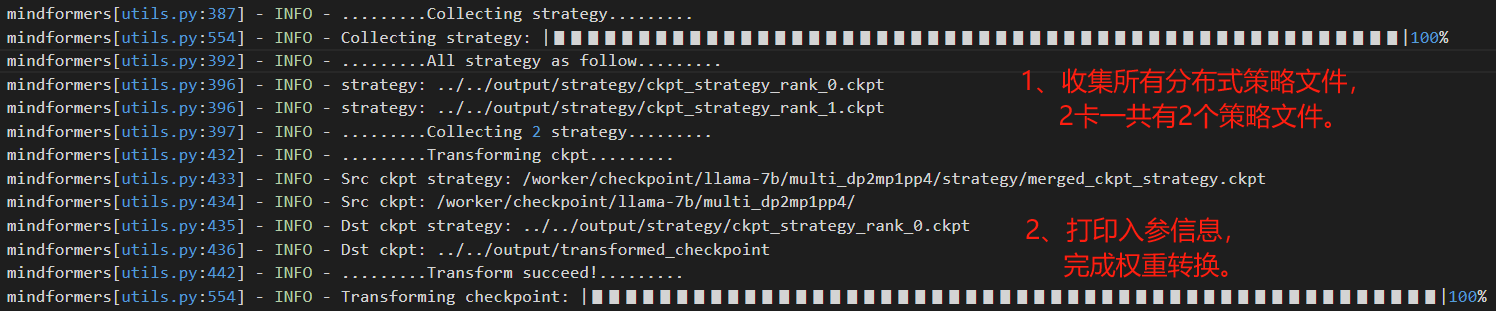 mindformers[utils.py:387] - INFO - .........Collecting strategy.........
mindformers[utils.py:554] - INFO - Collecting strategy: |██████████████████████████████████████████████████|100%
mindformers[utils.py:392] - INFO - .........All strategy as follow.........
mindformers[utils.py:396] - INFO - strategy: ../../output/strategy/ckpt_strategy_rank_0.ckpt
mindformers[utils.py:396] - INFO - strategy: ../../output/strategy/ckpt_strategy_rank_1.ckpt
mindformers[utils.py:397] - INFO - .........Collecting 2 strategy.........
mindformers[utils.py:432] - INFO - .........Transforming ckpt.........
mindformers[utils.py:433] - INFO - Src ckpt strategy: /worker/checkpoint/llama-7b/multi_dp2mp1pp4/strategy/merged_ckpt_strategy.ckpt
mindformers[utils.py:434] - INFO - Src ckpt: /worker/checkpoint/llama-7b/multi_dp2mp1pp4/
mindformers[utils.py:435] - INFO - Dst ckpt strategy: ../../output/strategy/ckpt_strategy_rank_0.ckpt
mindformers[utils.py:436] - INFO - Dst ckpt: ../../output/transformed_checkpoint
mindformers[utils.py:442] - INFO - .........Transform succeed!.........
mindformers[utils.py:554] - INFO - Transforming checkpoint: |██████████████████████████████████████████████████|100%
1、收集所有分布式策略文件，
2卡一共有2个策略文件。
2、打印入参信息，
完成权重转换。